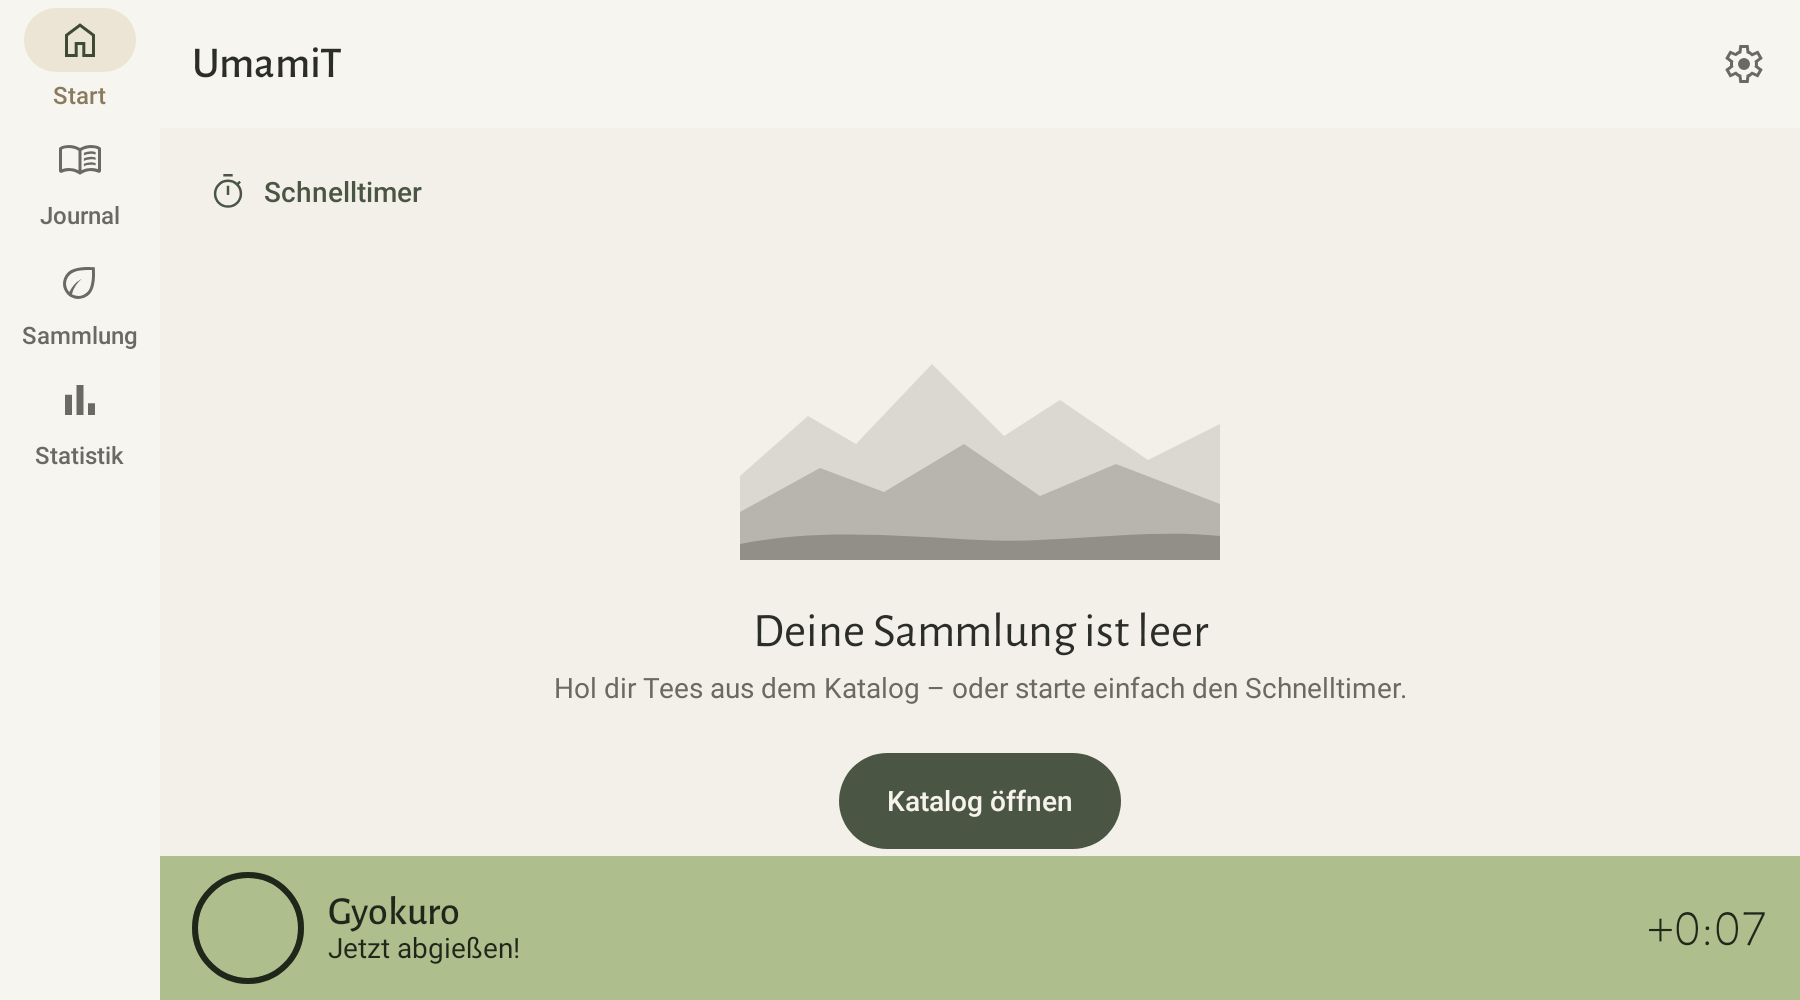 Start
Journal
Sammlung
Statistik
UmamiT
Schnelltimer
Deine Sammlung ist leer
Hol dir Tees aus dem Katalog – oder starte einfach den Schnelltimer.
Katalog öffnen
Gyokuro
Jetzt abgießen!
+0:07